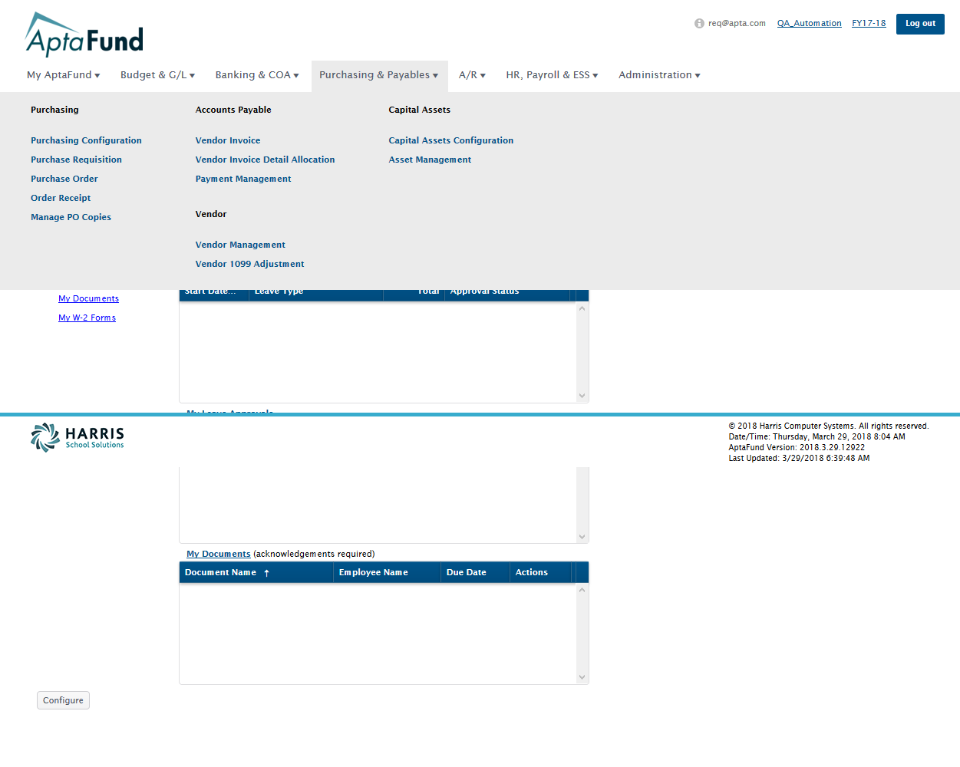 AptaFund
req@apta.com QA_Automation FY17-18 Log out
My AptaFund Budget & G/L Banking & COA Purchasing & Payables A/R HR, Payroll & ESS Administration
Purchasing Accounts Payable Capital Assets
Purchasing Configuration Vendor Invoice Capital Assets Configuration
Purchase Requisition Vendor Invoice Detail Allocation Asset Management
Purchase Order Payment Management
Order Receipt
Manage PO Copies
Vendor
Vendor Management
Vendor 1099 Adjustment
Start Date... Leave Type Total Approval Status
My Documents
My W-2 Forms
My Leave Approvals
HARRIS
School Solutions
© 2018 Harris Computer Systems. All rights reserved.
Date/Time: Thursday, March 29, 2018 8:04 AM
AptaFund Version: 2018.3.29.12922
Last Updated: 3/29/2018 6:39:48 AM
My Documents (acknowledgements required)
Document Name ↑ Employee Name Due Date Actions
Configure